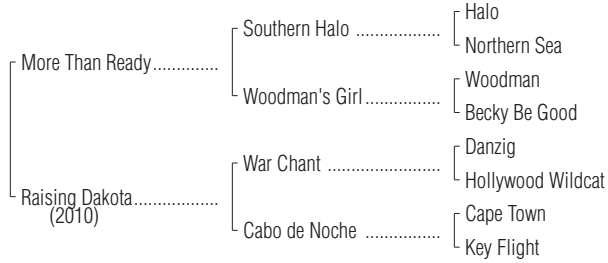 Halo
Southern Halo ..................
Northern Sea
More Than Ready..............
Woodman
Woodman's Girl................
Becky Be Good
Danzig
War Chant .....................
Hollywood Wildcat
Raising Dakota..................
(2010)
Cape Town
Cabo de Noche ................
Key Flight